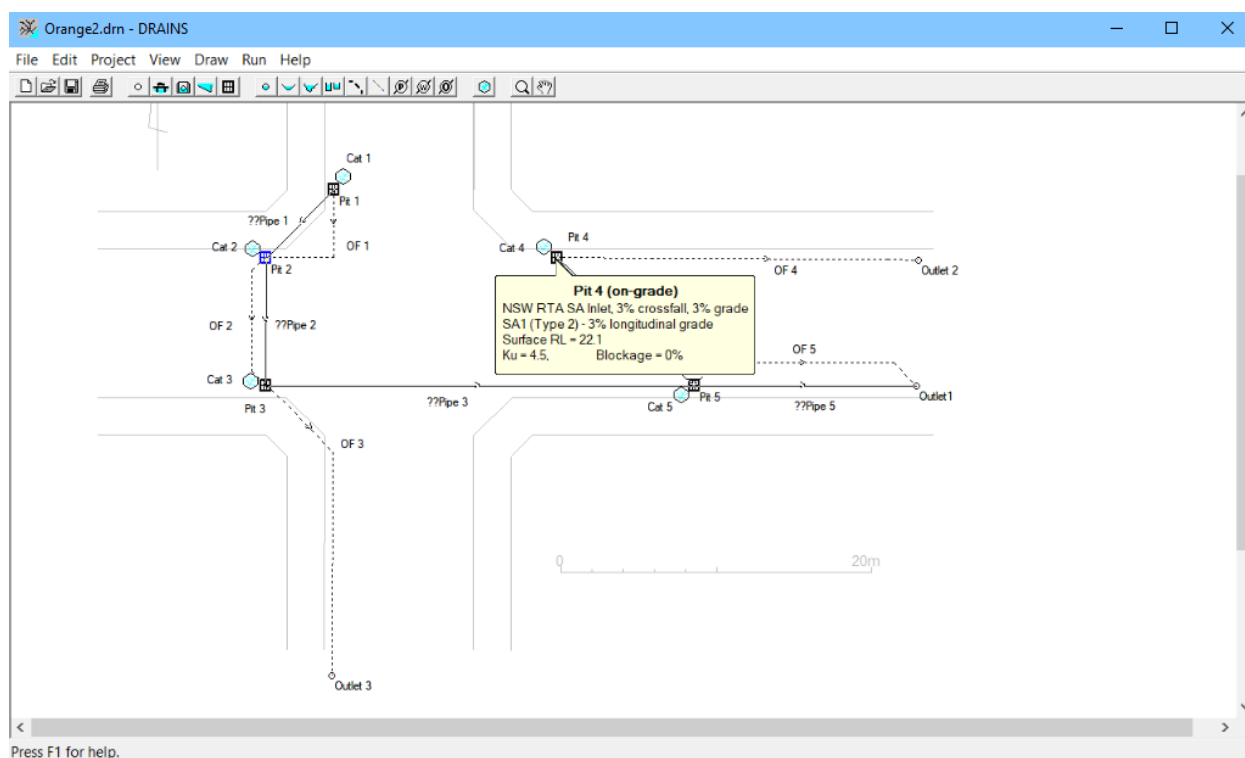 Orange2.drn - DRAINS
File Edit Project View Draw Run Help
Cat 1
Pit 1
??Pipe 1
OF 1
Cat 2
Pit 2
Cat 4
Pit 4
OF 4
Outlet 2
Pit 4 (on-grade)
NSW RTA SA Inlet, 3% crossfall, 3% grade
SA1 (Type 2) - 3% longitudinal grade
Surface RL = 22.1
Ku = 4.5, Blockage = 0%
OF 2
??Pipe 2
OF 5
Cat 3
Pit 3
??Pipe 3
Cat 5
Pit 5
??Pipe 5
Outlet1
OF 3
0 20m
Outlet 3
Press F1 for help.